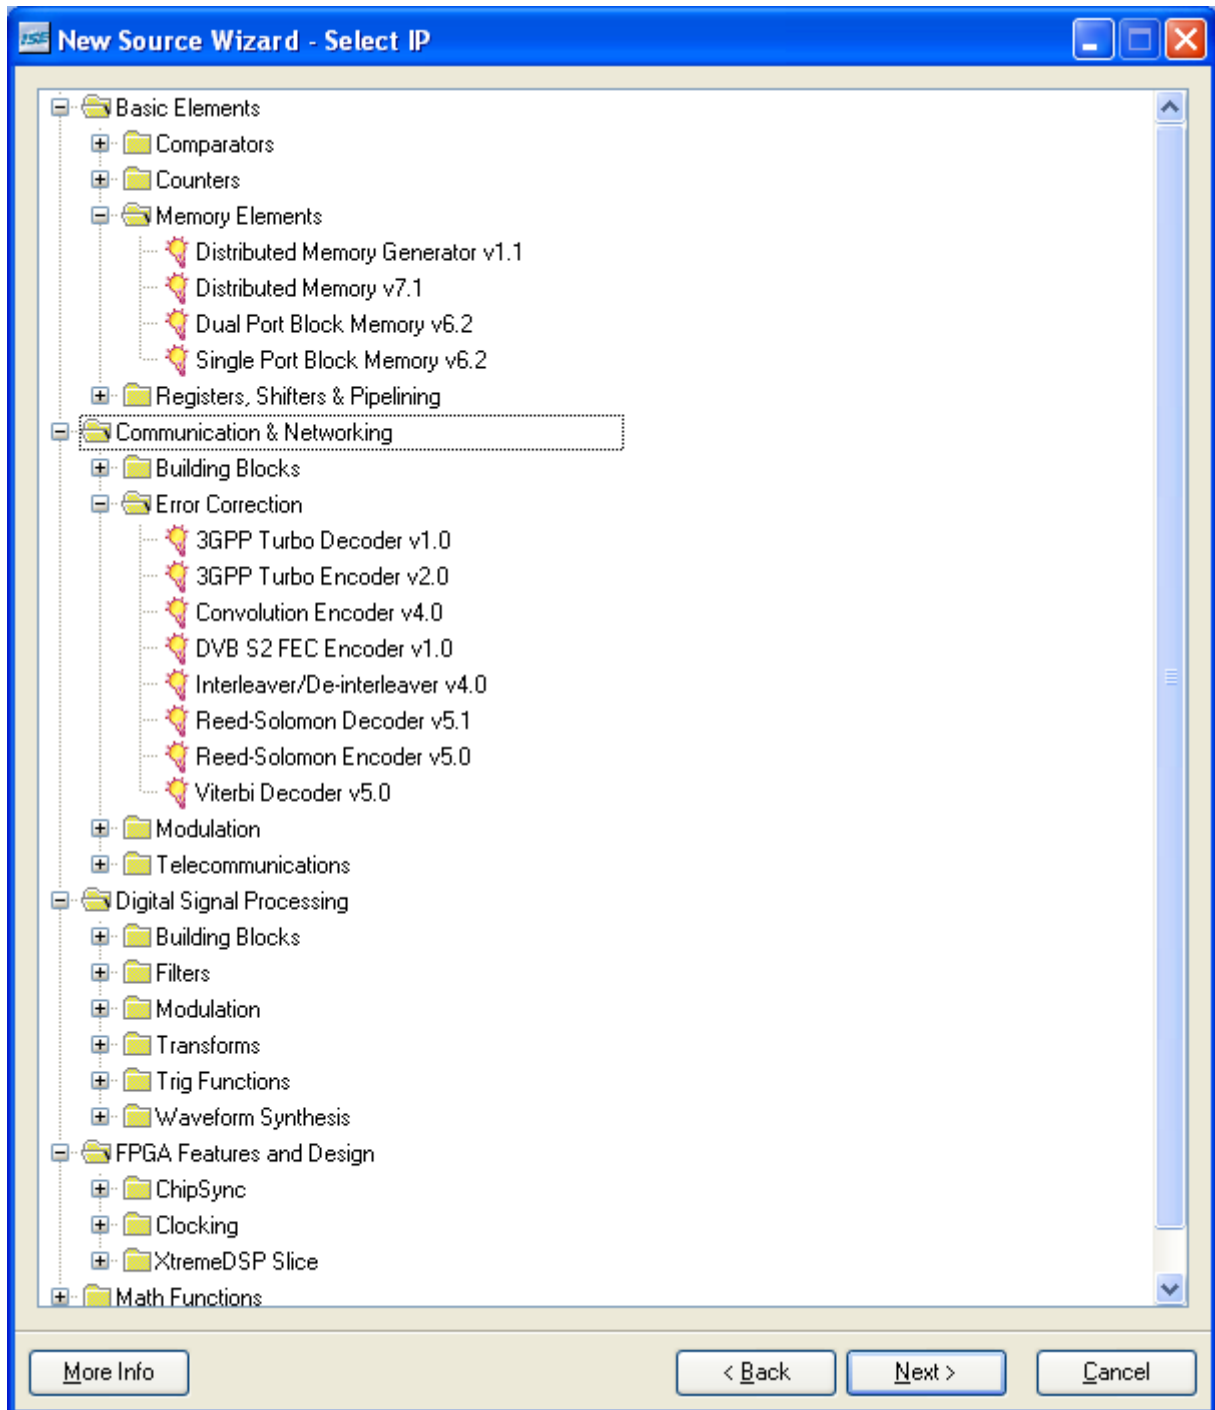 ISE New Source Wizard - Select IP
Basic Elements
Comparators
Counters
Memory Elements
Distributed Memory Generator v1.1
Distributed Memory v7.1
Dual Port Block Memory v6.2
Single Port Block Memory v6.2
Registers, Shifters & Pipelining
Communication & Networking
Building Blocks
Error Correction
3GPP Turbo Decoder v1.0
3GPP Turbo Encoder v2.0
Convolution Encoder v4.0
DVB S2 FEC Encoder v1.0
Interleaver/De-interleaver v4.0
Reed-Solomon Decoder v5.1
Reed-Solomon Encoder v5.0
Viterbi Decoder v5.0
Modulation
Telecommunications
Digital Signal Processing
Building Blocks
Filters
Modulation
Transforms
Trig Functions
Waveform Synthesis
FPGA Features and Design
ChipSync
Clocking
XtremeDSP Slice
Math Functions
More Info < Back Next > Cancel